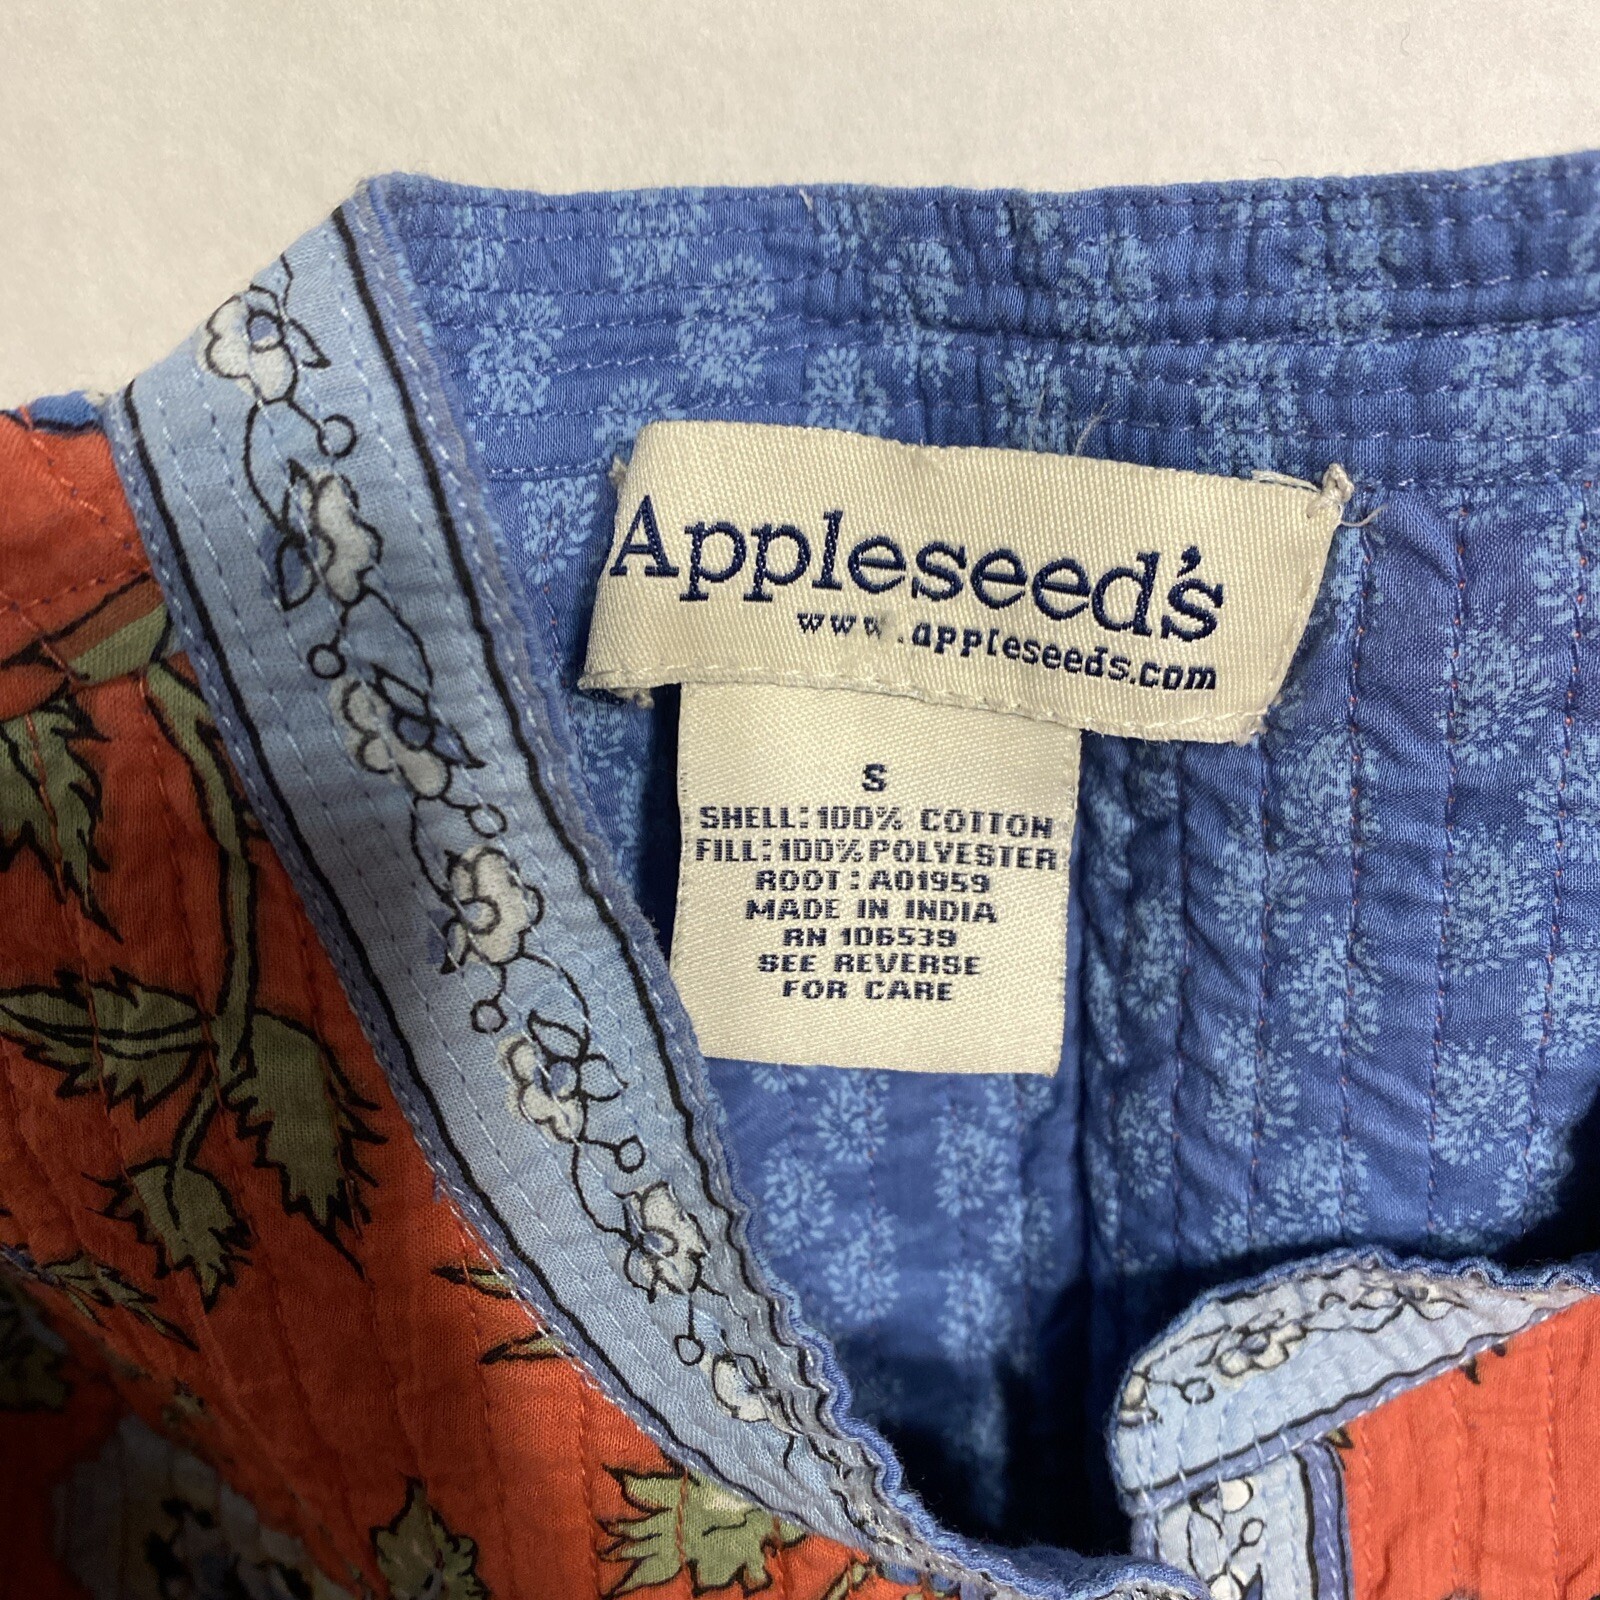 Appleseed's
www.appleseeds.com
S
SHELL: 100% COTTON
FILL: 100% POLYESTER
ROOT: A01959
MADE IN INDIA
RN 106539
SEE REVERSE
FOR CARE